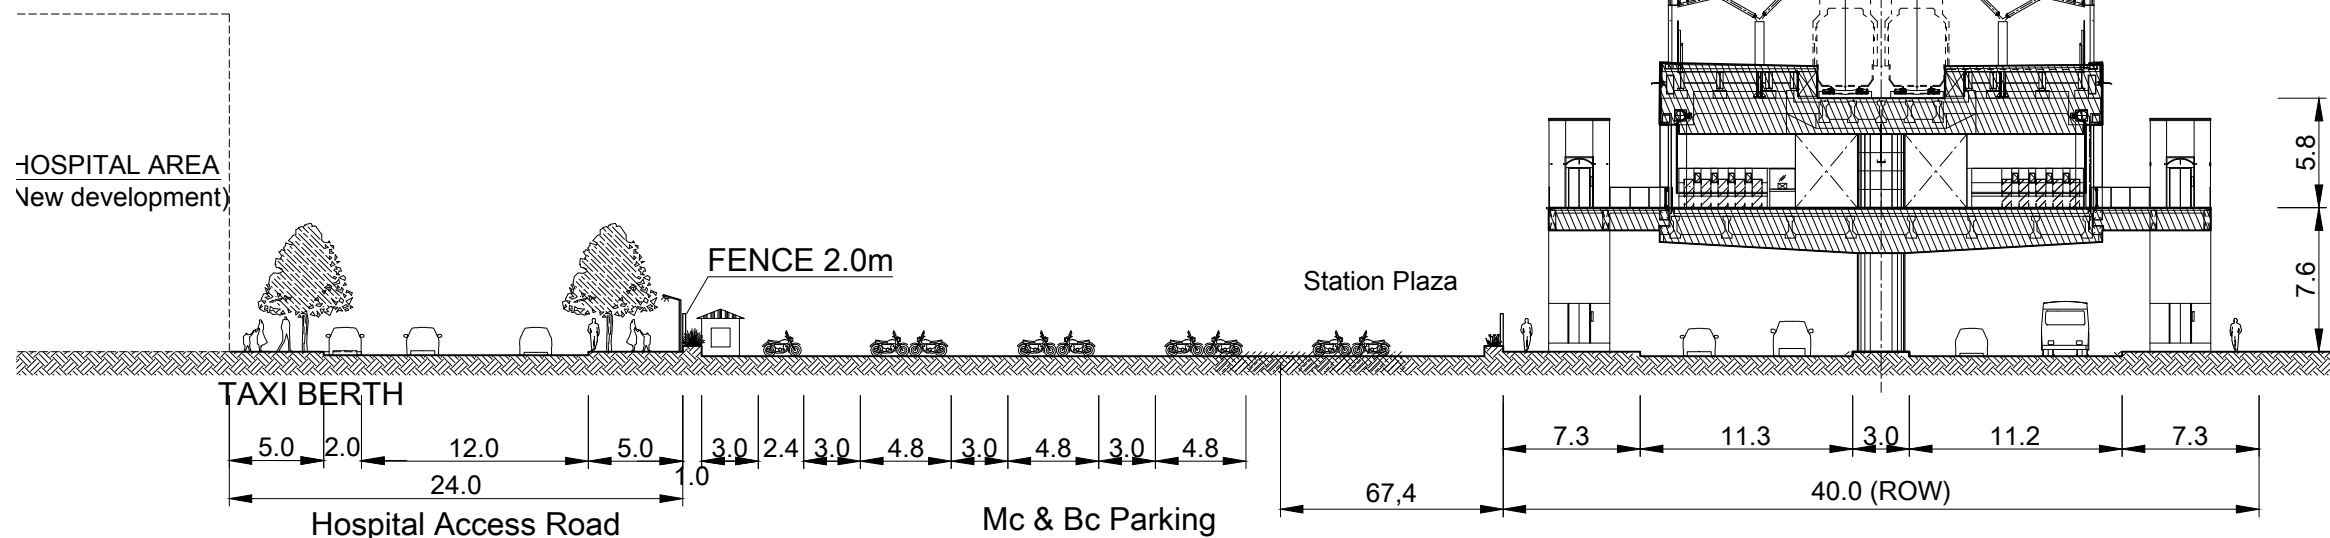 HOSPITAL AREA
New development)
FENCE 2.0m
Station Plaza
5.8
7.6
TAXI BERTH
5.0
2.0
12.0
5.0
1.0
3.0
2.4
3.0
4.8
3.0
4.8
3.0
4.8
7.3
11.3
3.0
11.2
7.3
24.0
67,4
40.0 (ROW)
Hospital Access Road
Mc & Bc Parking